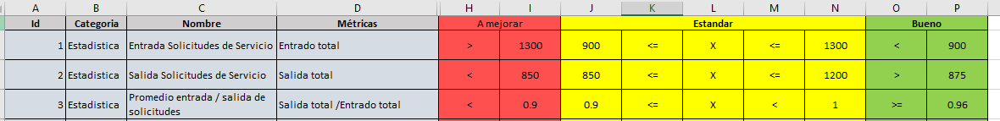 A B C D H I J K L M N O P
Id Categoria Nombre Métricas A mejorar Estandar Bueno
1 Estadistica Entrada Solicitudes de Servicio Entrado total > 1300 900 <= X <= 1300 < 900
2 Estadistica Salida Solicitudes de Servicio Salida total < 850 850 <= X <= 1200 > 875
3 Estadistica Promedio entrada / salida de solicitudes Salida total /Entrado total < 0.9 0.9 <= X < 1 >= 0.96